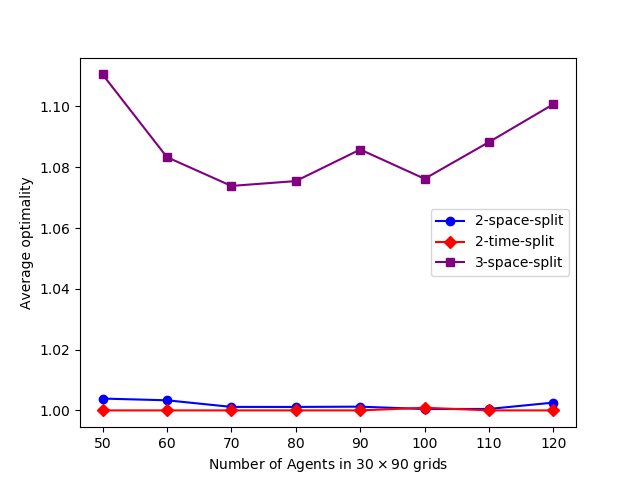 1.10
1.08
1.06
1.04
1.02
1.00
Average optimality
2-space-split
2-time-split
3-space-split
50 60 70 80 90 100 110 120
Number of Agents in 30 × 90 grids